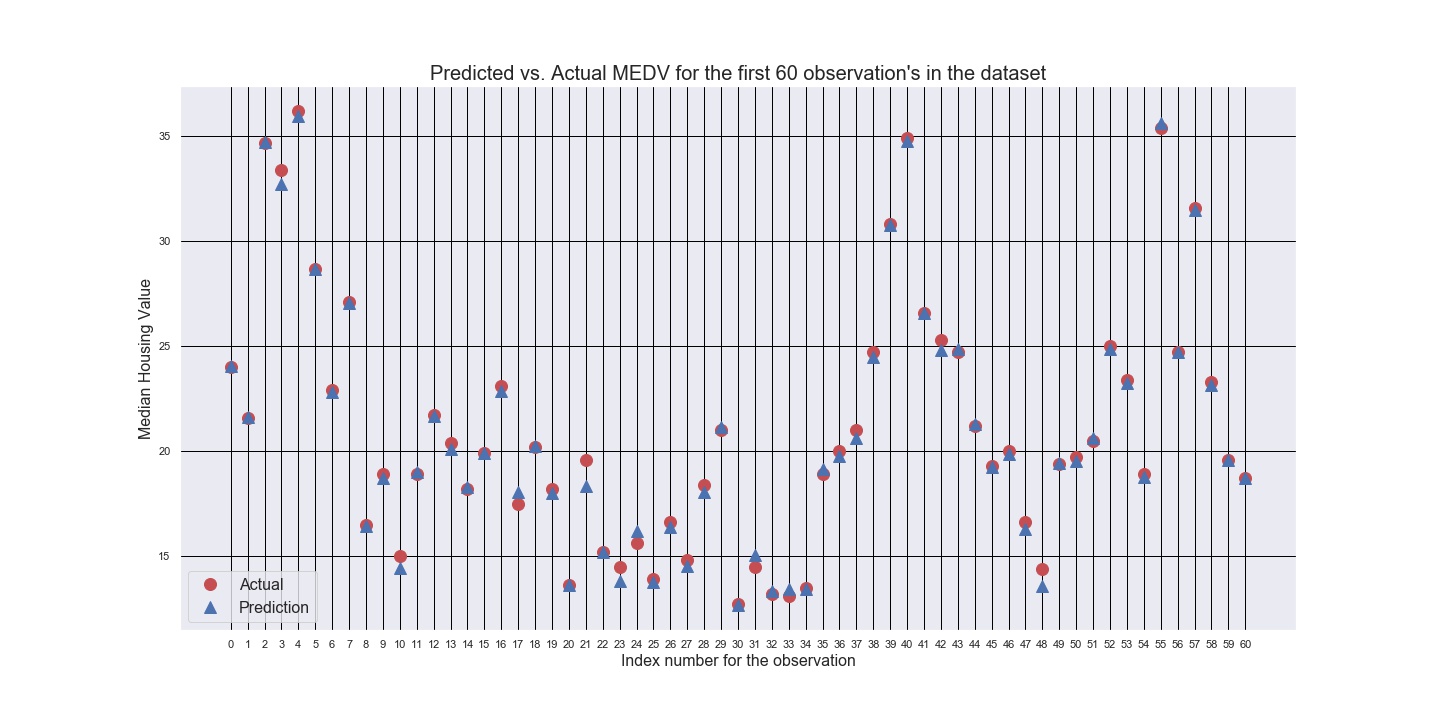 Predicted vs. Actual MEDV for the first 60 observation's in the dataset
35
30
25
20
15
Median Housing Value
Actual
Prediction
0 1 2 3 4 5 6 7 8 9 10 11 12 13 14 15 16 17 18 19 20 21 22 23 24 25 26 27 28 29 30 31 32 33 34 35 36 37 38 39 40 41 42 43 44 45 46 47 48 49 50 51 52 53 54 55 56 57 58 59 60
Index number for the observation